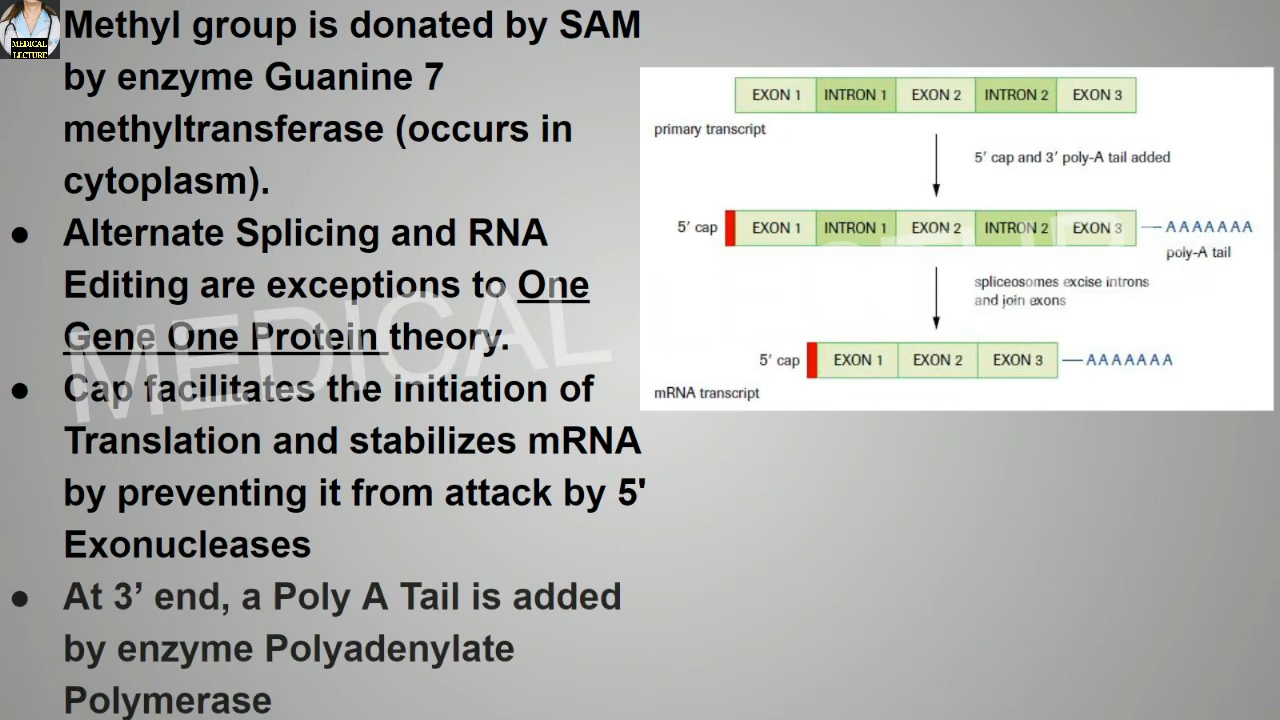 MEDICAL
LECTURE
Methyl group is donated by SAM
by enzyme Guanine 7
methyltransferase (occurs in
cytoplasm).
● Alternate Splicing and RNA
Editing are exceptions to One
Gene One Protein theory.
● Cap facilitates the initiation of
Translation and stabilizes mRNA
by preventing it from attack by 5'
Exonucleases
● At 3’ end, a Poly A Tail is added
by enzyme Polyadenylate
Polymerase
EXON 1 INTRON 1 EXON 2 INTRON 2 EXON 3
primary transcript
5′ cap and 3′ poly-A tail added
5′ cap EXON 1 INTRON 1 EXON 2 INTRON 2 EXON 3 AAAAAAA
poly-A tail
spliceosomes excise introns
and join exons
5′ cap EXON 1 EXON 2 EXON 3 AAAAAAA
mRNA transcript
MEDICAL LECTUR